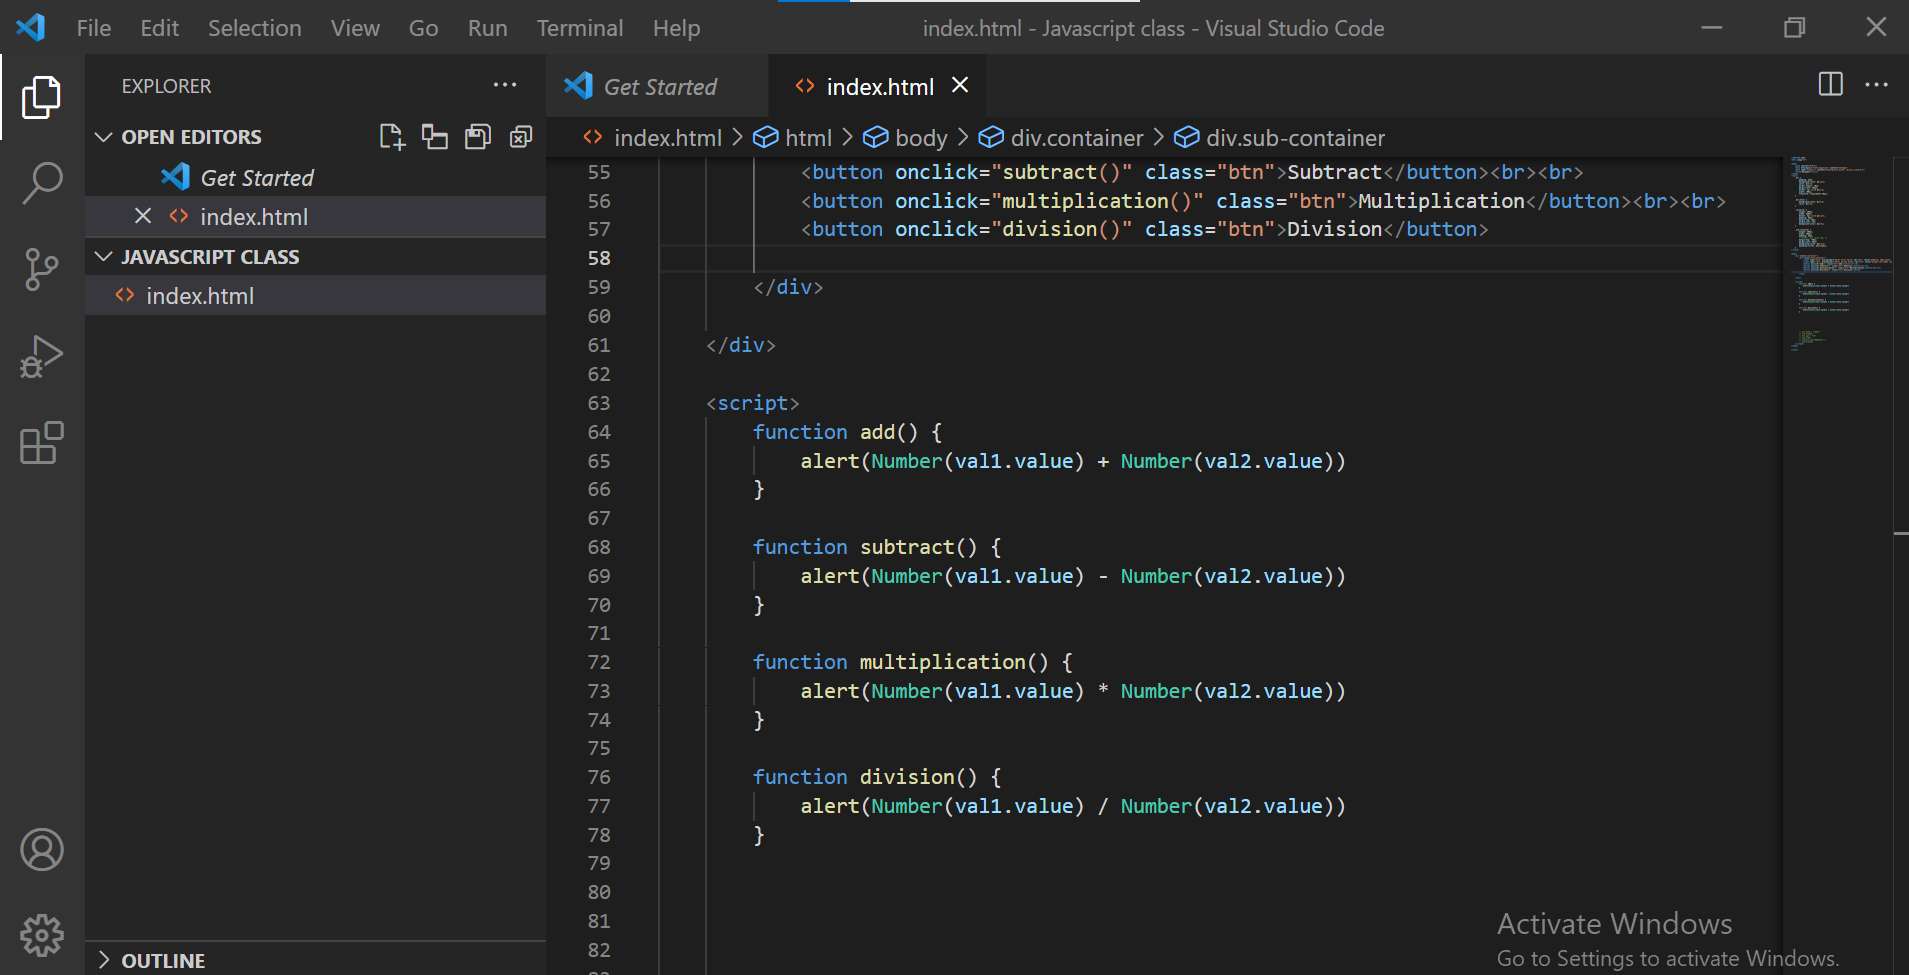 File Edit Selection View Go Run Terminal Help index.html - Javascript class - Visual Studio Code
EXPLORER
OPEN EDITORS
Get Started
index.html
JAVASCRIPT CLASS
index.html
OUTLINE
Get Started index.html
index.html > html > body > div.container > div.sub-container
55 <button onclick="subtract()" class="btn">Subtract</button><br><br>
56 <button onclick="multiplication()" class="btn">Multiplication</button><br><br>
57 <button onclick="division()" class="btn">Division</button>
58
59 </div>
60
61 </div>
62
63 <script>
64 function add() {
65 alert(Number(val1.value) + Number(val2.value))
66 }
67
68 function subtract() {
69 alert(Number(val1.value) - Number(val2.value))
70 }
71
72 function multiplication() {
73 alert(Number(val1.value) * Number(val2.value))
74 }
75
76 function division() {
77 alert(Number(val1.value) / Number(val2.value))
78 }
79
80
81
82
Activate Windows
Go to Settings to activate Windows.